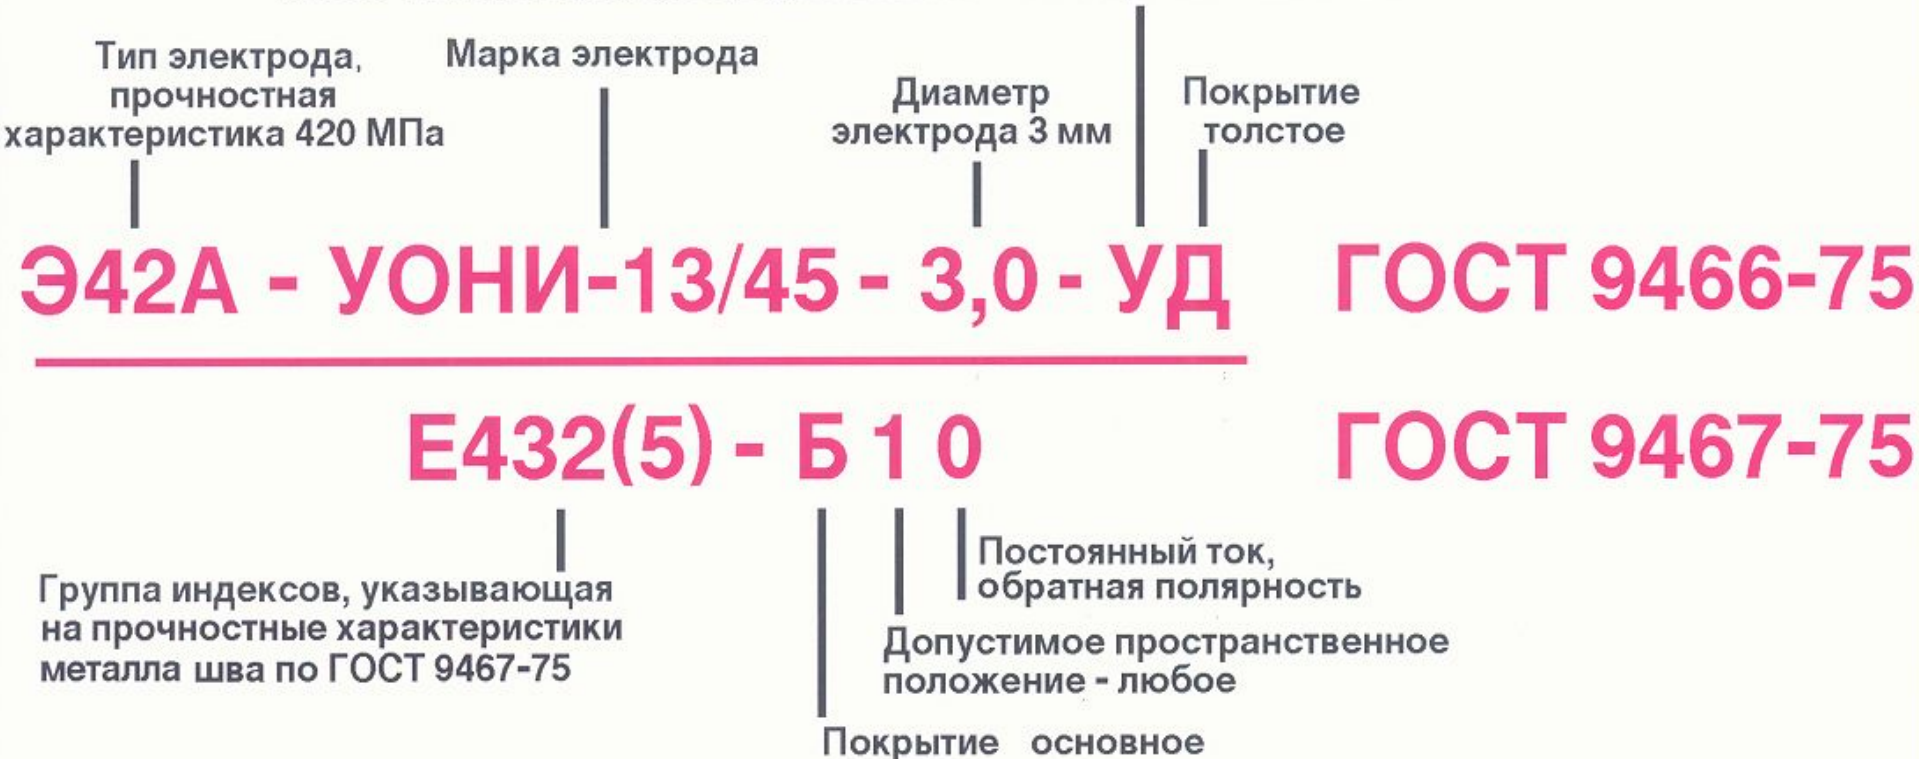 Тип электрода,
прочностная
характеристика 420 МПа
Марка электрода
Диаметр
электрода 3 мм
Покрытие
толстое
Э42А - УОНИ-13/45 - 3,0 - УД ГОСТ 9466-75
Е432(5) - Б 1 0 ГОСТ 9467-75
Постоянный ток,
обратная полярность
Группа индексов, указывающая
на прочностные характеристики
металла шва по ГОСТ 9467-75
Допустимое пространственное
положение - любое
Покрытие основное